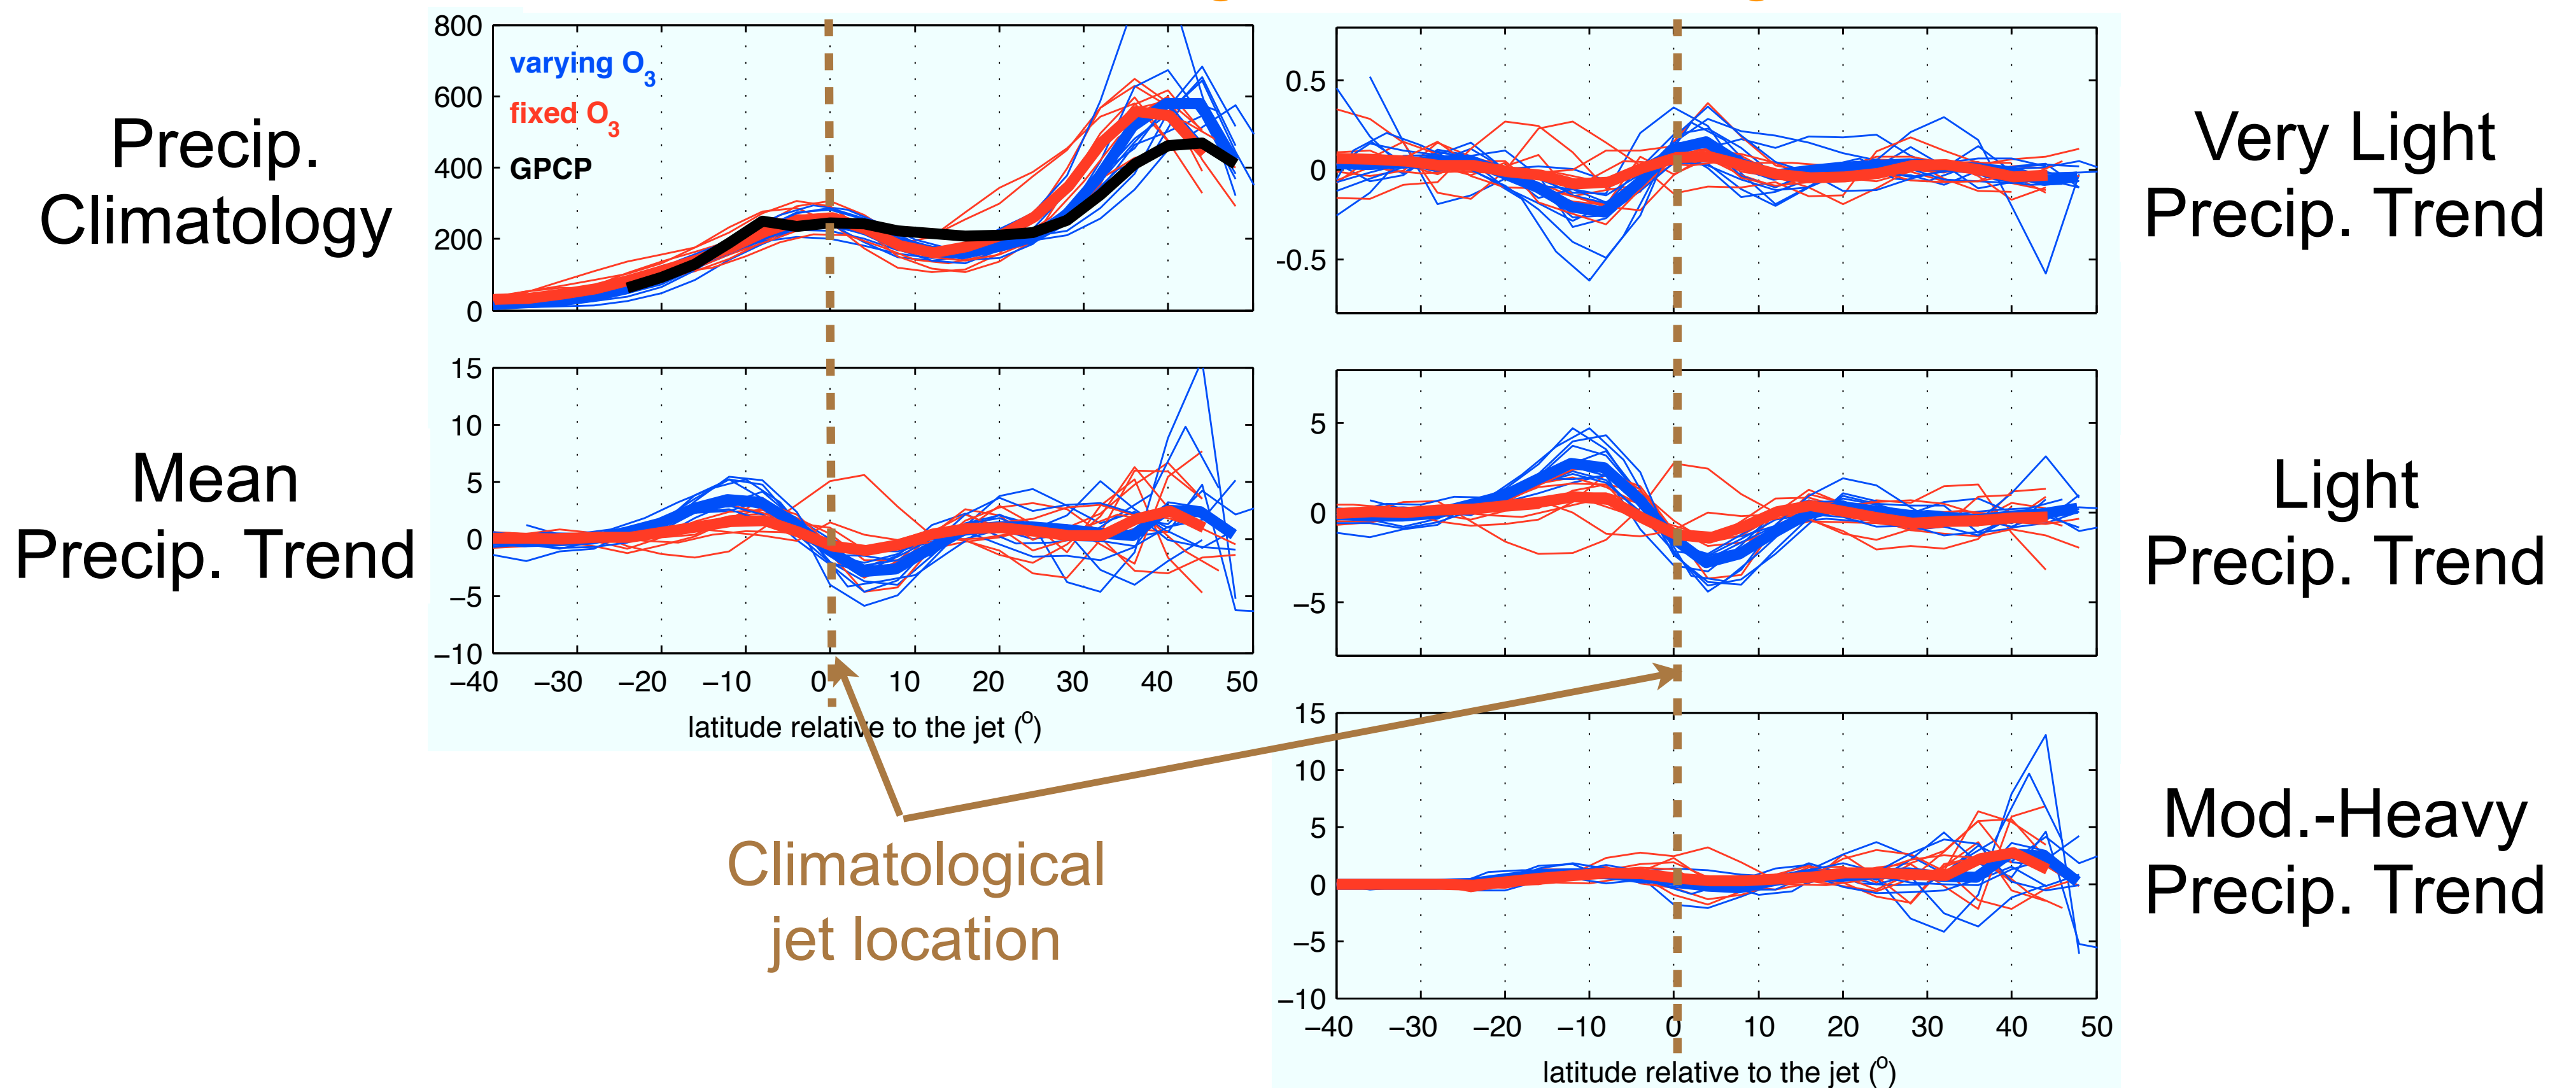 Precip.
Climatology
800
600
400
200
0
varying O3
fixed O3
GPCP
0.5
0
-0.5
Very Light
Precip. Trend
Mean
Precip. Trend
15
10
5
0
−5
−10
−40 −30 −20 −10 0 10 20 30 40 50
latitude relative to the jet (o)
5
0
−5
Light
Precip. Trend
Climatological
jet location
15
10
5
0
−5
−10
−40 −30 −20 −10 0 10 20 30 40 50
latitude relative to the jet (o)
Mod.-Heavy
Precip. Trend